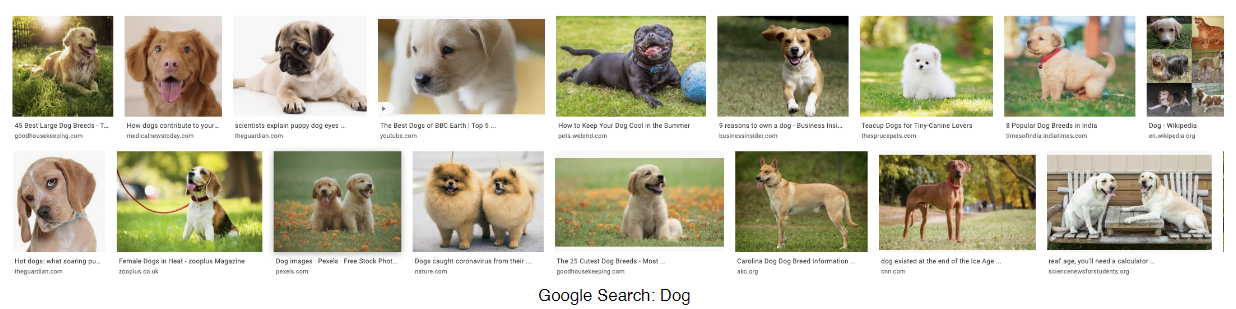 45 Best Large Dog Breeds - T...
goodhousekeeping.com
How dogs contribute to your...
medicalnewstoday.com
scientists explain puppy dog eyes ...
theguardian.com
The Best Dogs of BBC Earth | Top 5 ...
youtube.com
How to Keep Your Dog Cool in the Summer
pets.webmd.com
9 reasons to own a dog - Business Insi...
businessinsider.com
Teacup Dogs for Tiny-Canine Lovers
thesprucepets.com
8 Popular Dog Breeds in India
timesofindia.indiatimes.com
Dog - Wikipedia
en.wikipedia.org
Hot dogs: what soaring pu...
theguardian.com
Female Dogs in Heat - zooplus Magazine
zooplus.co.uk
Dog images · Pexels · Free Stock Phot...
pexels.com
Dogs caught coronavirus from their ...
nature.com
The 25 Cutest Dog Breeds - Most ...
goodhousekeeping.com
Carolina Dog Dog Breed Information ...
akc.org
dog existed at the end of the Ice Age ...
cnn.com
real' age, you'll need a calculator ...
sciencenewsforstudents.org
Google Search: Dog